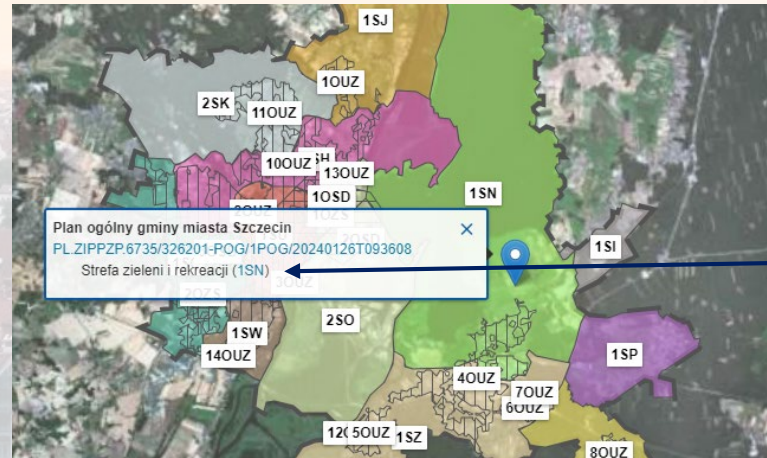 1SJ
1OUZ
2SK
11OUZ
10OUZ
13OUZ
1OSD
1SN
Plan ogólny gminy miasta Szczecin
PL.ZIPPZP.6735/326201-POG/1POG/20240126T093608
Strefa zieleni i rekreacji (1SN)
1SI
2SO
1SW
14OUZ
1SP
4OUZ
7OUZ
6OUZ
5OUZ
1SZ
8OUZ